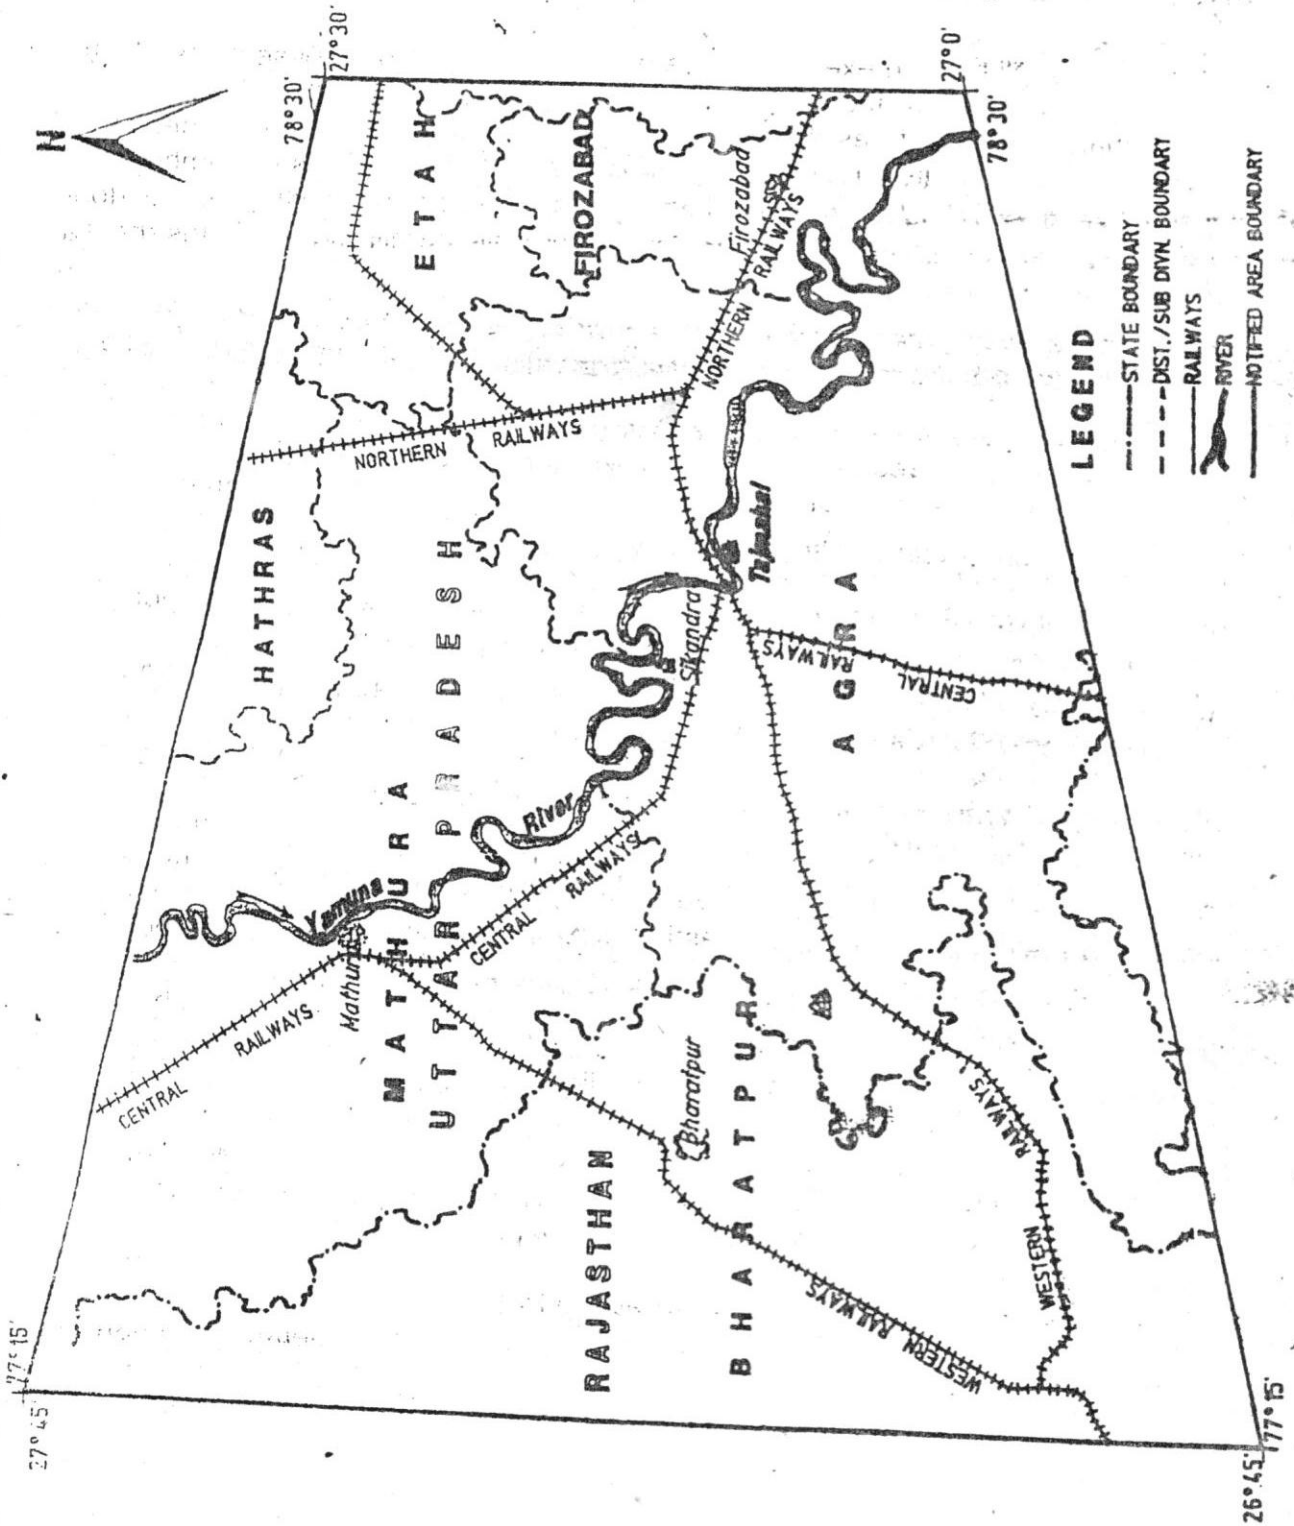 N
27°45'
77°15'
78°30'
27°30'
HATHRAS
ETAH
CENTRAL RAILWAYS
NORTHERN RAILWAYS
Mathura
Yamuna River
MATHURA
UTTAR PRADESH
FIROZABAD
Firozabad
CENTRAL RAILWAYS
NORTHERN RAILWAYS
RAJASTHAM
Bharatpur
Sikandra
Tajmahal
BHARATPUR
AGRA
CENTRAL RAILWAYS
WESTERN RAILWAYS
WESTERN RAILWAYS
26°45'
77°15'
78°30'
27°0'
LEGEND
STATE BOUNDARY
DIST./SUB DIVN. BOUNDARY
RAILWAYS
RIVER
NOTIFIED AREA BOUNDARY